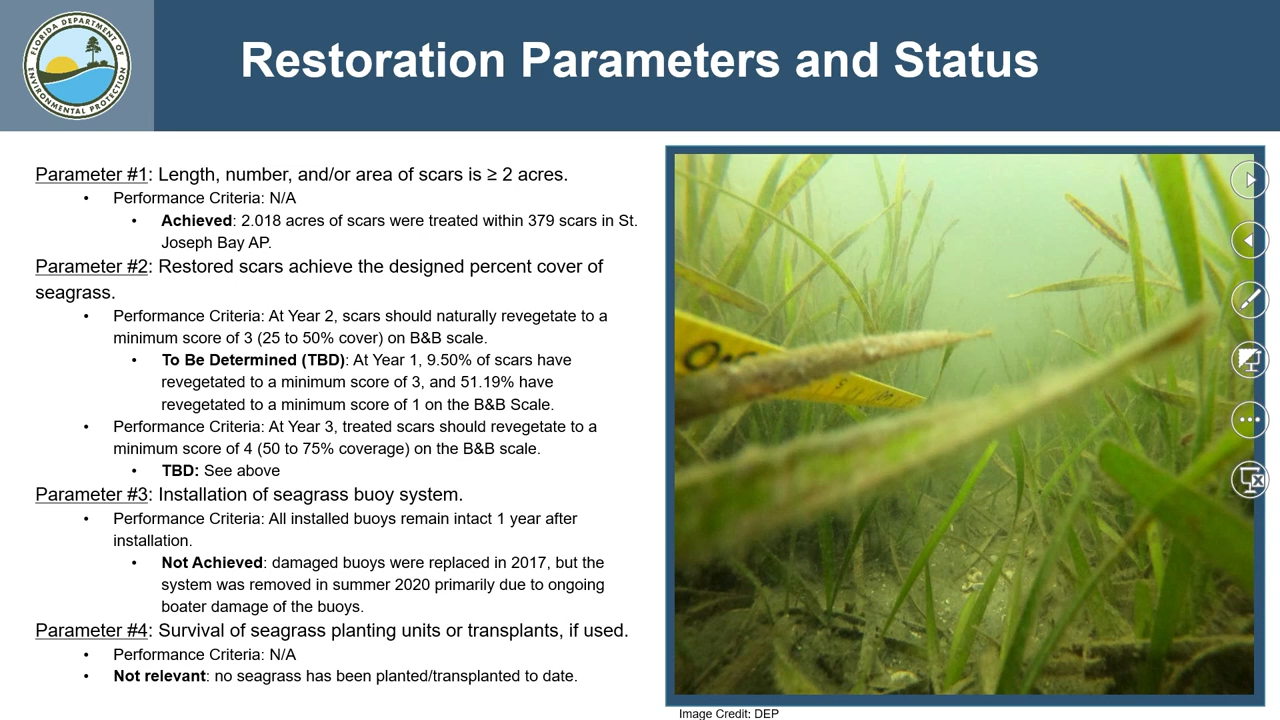 FLORIDA DEPARTMENT OF
ENVIRONMENTAL PROTECTION
Restoration Parameters and Status
Parameter #1: Length, number, and/or area of scars is ≥ 2 acres.
• Performance Criteria: N/A
• Achieved: 2.018 acres of scars were treated within 379 scars in St.
Joseph Bay AP.
Parameter #2: Restored scars achieve the designed percent cover of
seagrass.
• Performance Criteria: At Year 2, scars should naturally revegetate to a
minimum score of 3 (25 to 50% cover) on B&B scale.
• To Be Determined (TBD): At Year 1, 9.50% of scars have
revegetated to a minimum score of 3, and 51.19% have
revegetated to a minimum score of 1 on the B&B Scale.
• Performance Criteria: At Year 3, treated scars should revegetate to a
minimum score of 4 (50 to 75% coverage) on the B&B scale.
• TBD: See above
Parameter #3: Installation of seagrass buoy system.
• Performance Criteria: All installed buoys remain intact 1 year after
installation.
• Not Achieved: damaged buoys were replaced in 2017, but the
system was removed in summer 2020 primarily due to ongoing
boater damage of the buoys.
Parameter #4: Survival of seagrass planting units or transplants, if used.
• Performance Criteria: N/A
• Not relevant: no seagrass has been planted/transplanted to date.
Image Credit: DEP